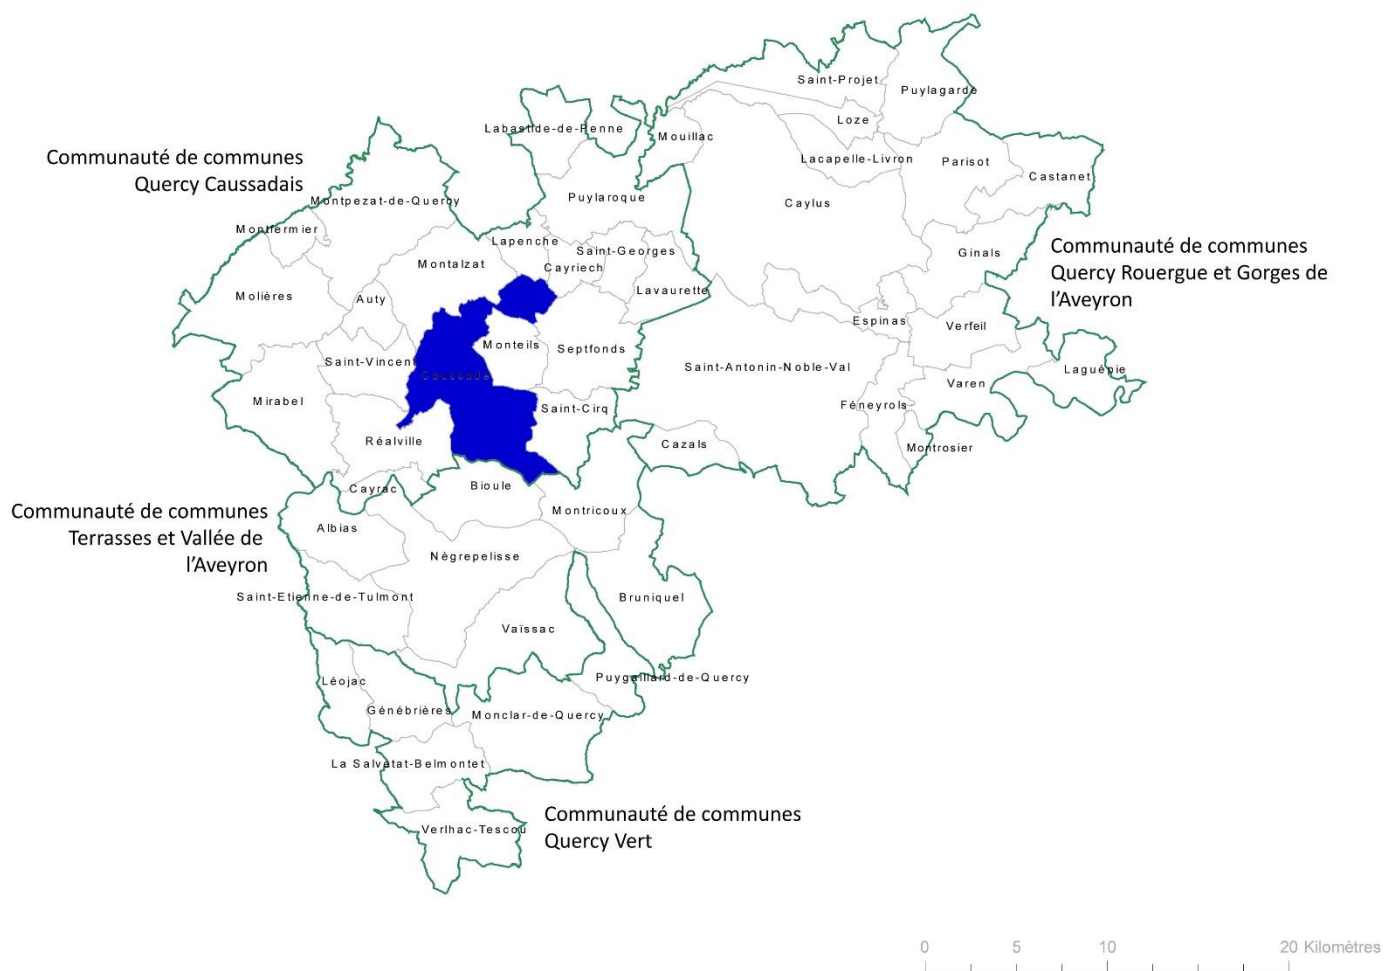 Saint-Projet
Puylagarde
Labastide-de-Penne
Mouillac
Loze
Communauté de communes
Quercy Caussadais
Lacapelle-Livron
Parisot
Castanet
Montpezat-de-Quercy
Puylaroque
Caylus
Montfermier
Lapenche
Saint-Georges
Communauté de communes
Quercy Rouergue et Gorges de
l'Aveyron
Ginals
Montalzat
Cayriech
Molières
Auty
Lavaurette
Espinas
Verfeil
Monteils
Septfonds
Saint-Vincent
Saint-Antonin-Noble-Val
Laguépie
Caussade
Varen
Mirabel
Saint-Cirq
Féneyrols
Réalville
Cazals
Montrosier
Cayrac
Bioule
Communauté de communes
Terrasses et Vallée de
l'Aveyron
Montricoux
Albias
Nègrepelisse
Saint-Etienne-de-Tulmont
Bruniquel
Vaïssac
Léojac
Puygaillard-de-Quercy
Génébrières
Monclar-de-Quercy
La Salvetat-Belmontet
Communauté de communes
Quercy Vert
Verlhac-Tescou
0 5 10 20 Kilomètres